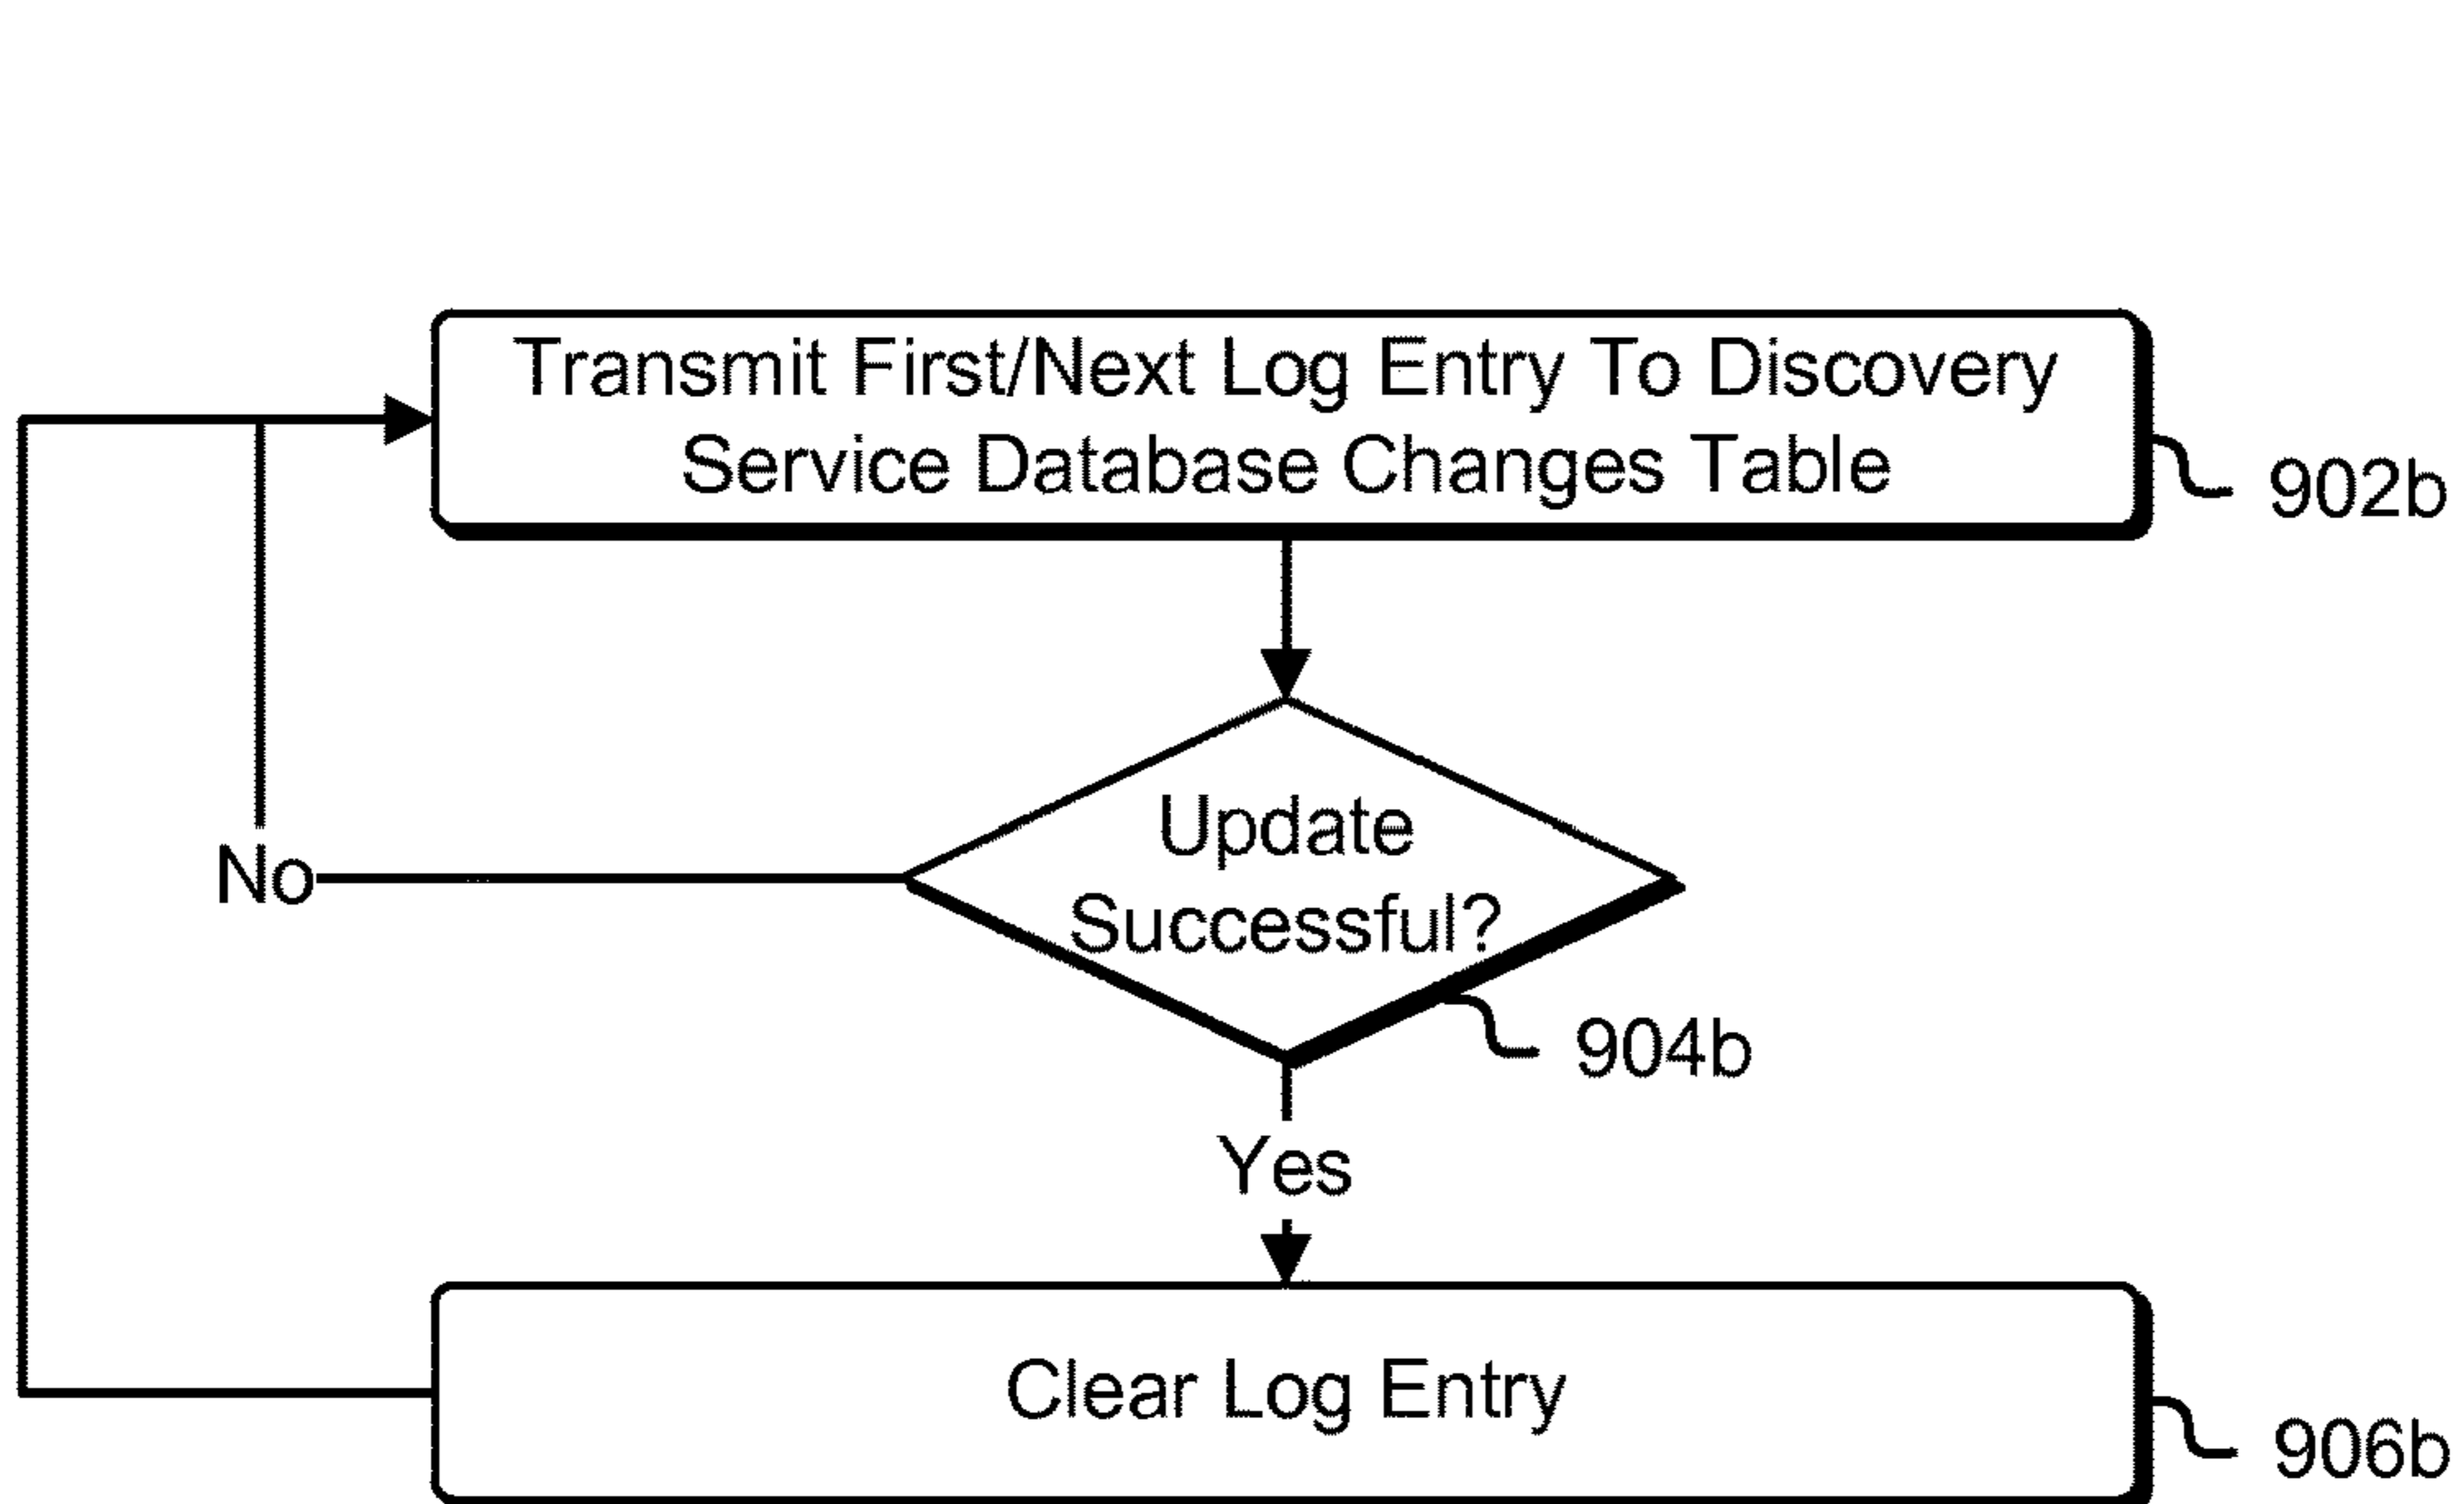 Transmit First/Next Log Entry To Discovery
Service Database Changes Table
902b
Update
Successful?
No
904b
Yes
Clear Log Entry
906b